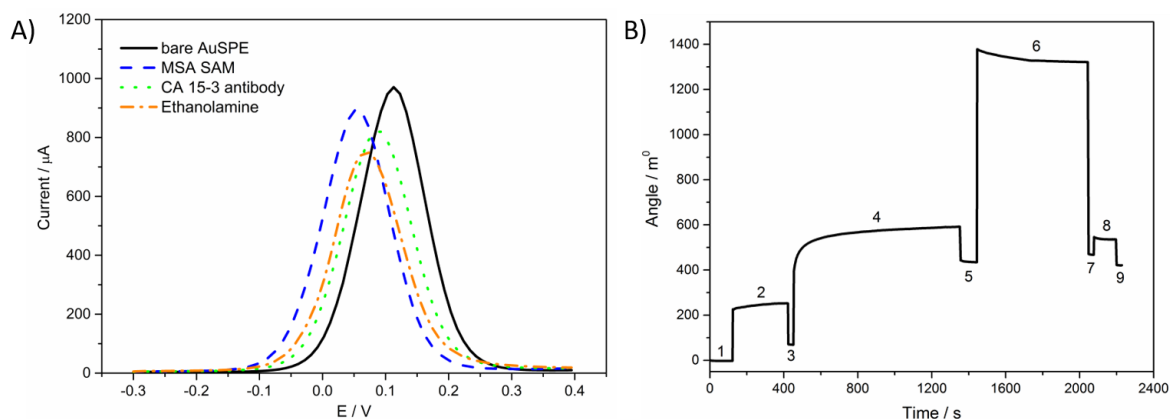 A)
1200
1000
800
600
400
200
0
Current / µA
bare AuSPE
MSA SAM
CA 15-3 antibody
Ethanolamine
-0.3 -0.2 -0.1 0.0 0.1 0.2 0.3 0.4
E / V
B)
1400
1200
1000
800
600
400
200
0
Angle / m⁰
1
2
3
4
5
6
7
8
9
0 400 800 1200 1600 2000 2400
Time / s